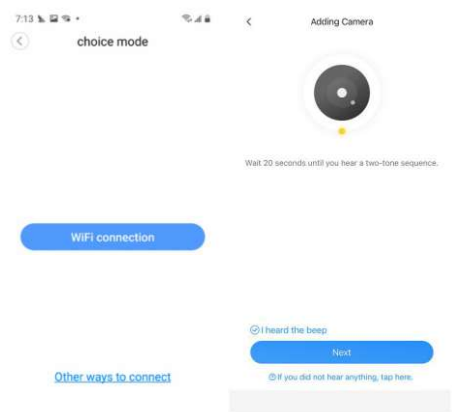 7:13
choice mode
WiFi connection
Other ways to connect
Adding Camera
Wait 20 seconds until you hear a two-tone sequence.
I heard the beep
Next
If you did not hear anything, tap here.